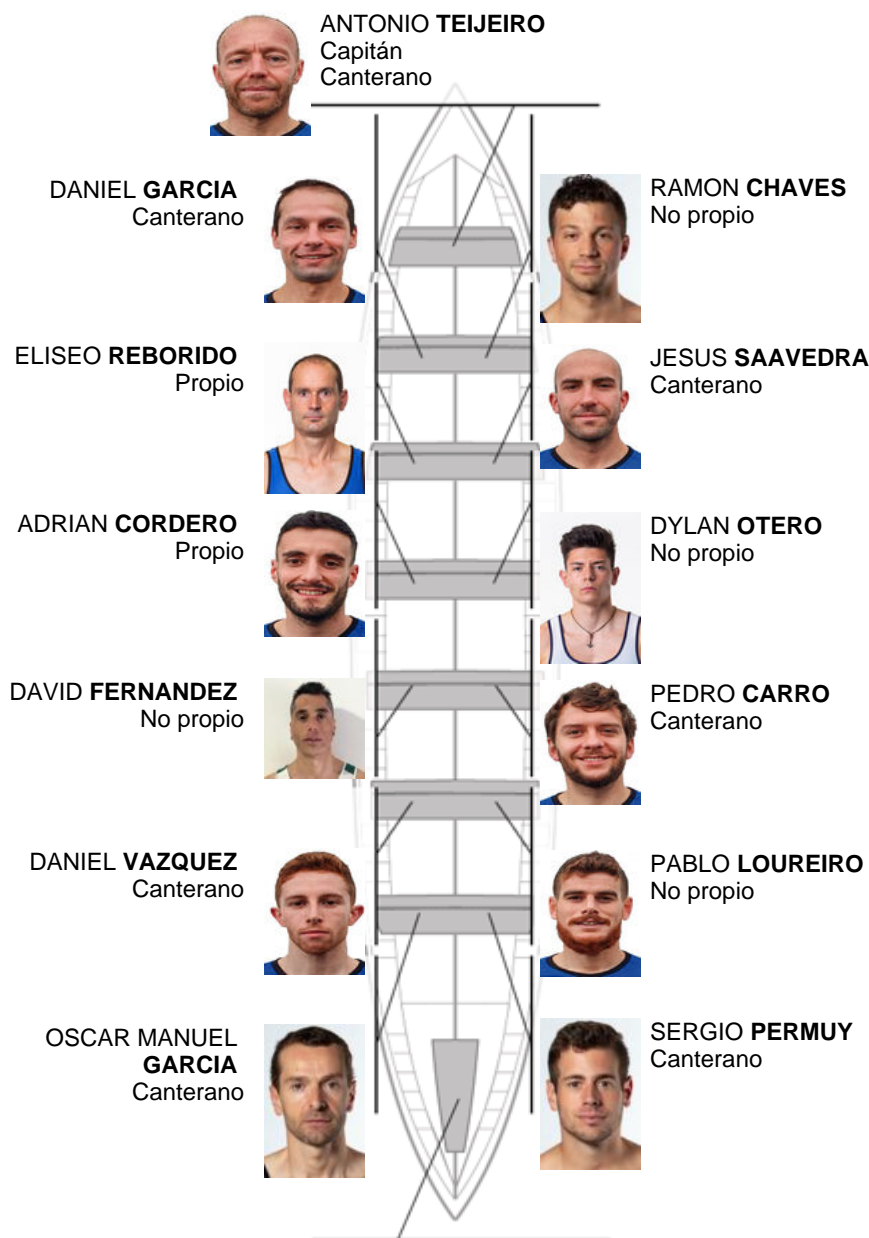 ANTONIO TEIJEIRO
Capitán
Canterano
DANIEL GARCIA
Canterano
RAMON CHAVES
No propio
ELISEO REBORIDO
Propio
JESUS SAAVEDRA
Canterano
ADRIAN CORDERO
Propio
DYLAN OTERO
No propio
DAVID FERNANDEZ
No propio
PEDRO CARRO
Canterano
DANIEL VAZQUEZ
Canterano
PABLO LOUREIRO
No propio
OSCAR MANUEL
GARCIA
Canterano
SERGIO PERMUY
Canterano